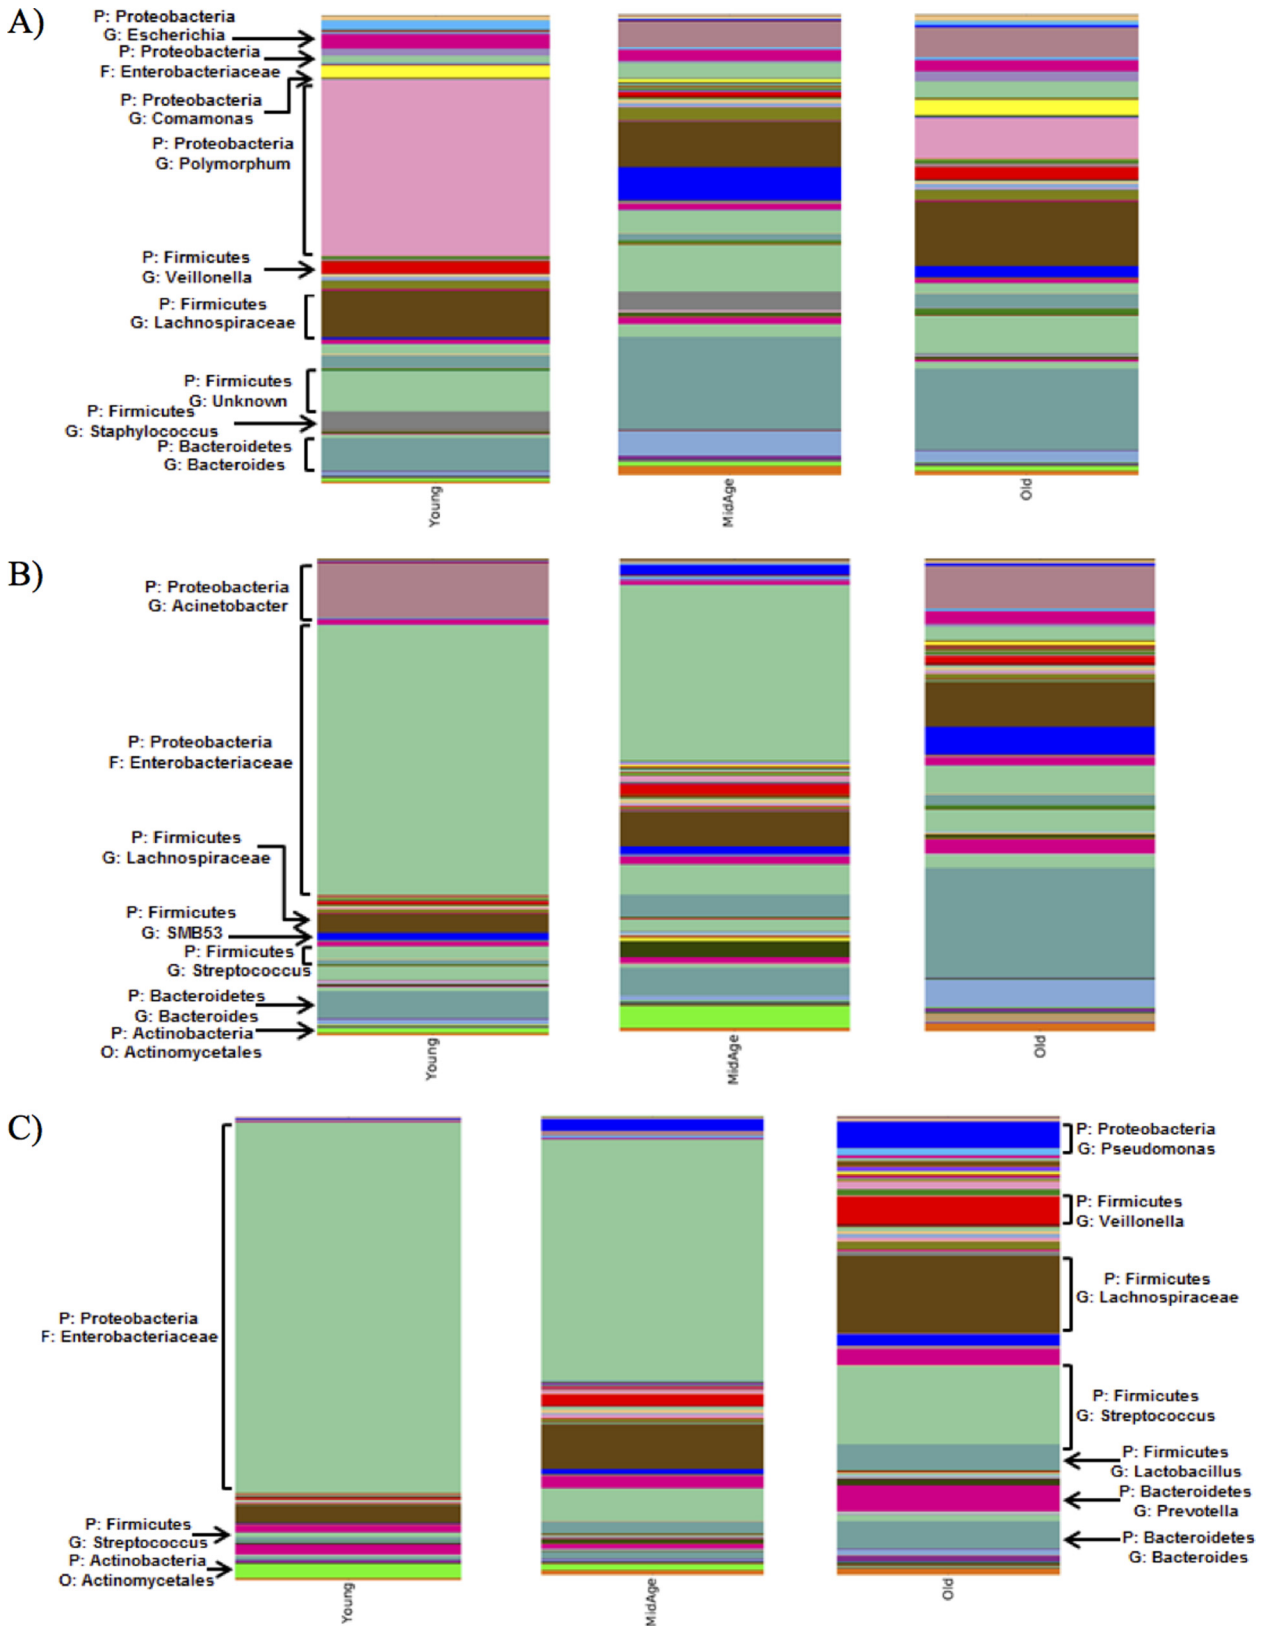 A)
P: Proteobacteria
G: Escherichia
P: Proteobacteria
F: Enterobacteriaceae
P: Proteobacteria
G: Comamonas
P: Proteobacteria
G: Polymorphum
P: Firmicutes
G: Veillonella
P: Firmicutes
G: Lachnospiraceae
P: Firmicutes
G: Unknown
P: Firmicutes
G: Staphylococcus
P: Bacteroidetes
G: Bacteroides
Young
MidAge
Old
B)
P: Proteobacteria
G: Acinetobacter
P: Proteobacteria
F: Enterobacteriaceae
P: Firmicutes
G: Lachnospiraceae
P: Firmicutes
G: SMB53
P: Firmicutes
G: Streptococcus
P: Bacteroidetes
G: Bacteroides
P: Actinobacteria
O: Actinomycetales
Young
MidAge
Old
C)
P: Proteobacteria
F: Enterobacteriaceae
P: Firmicutes
G: Streptococcus
P: Actinobacteria
O: Actinomycetales
P: Proteobacteria
G: Pseudomonas
P: Firmicutes
G: Veillonella
P: Firmicutes
G: Lachnospiraceae
P: Firmicutes
G: Streptococcus
P: Firmicutes
G: Lactobacillus
P: Bacteroidetes
G: Prevotella
P: Bacteroidetes
G: Bacteroides
Young
MidAge
Old